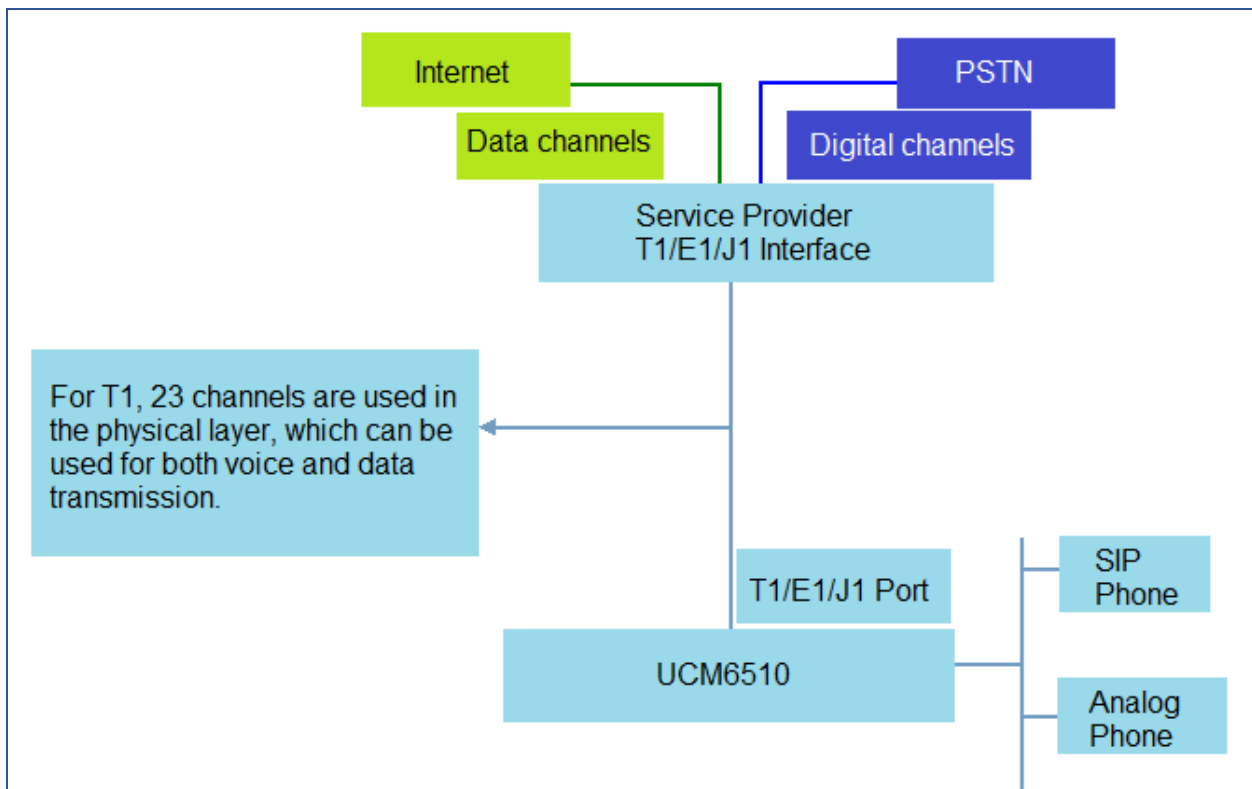 Internet
PSTN
Data channels
Digital channels
Service Provider
T1/E1/J1 Interface
For T1, 23 channels are used in
the physical layer, which can be
used for both voice and data
transmission.
T1/E1/J1 Port
SIP
Phone
UCM6510
Analog
Phone